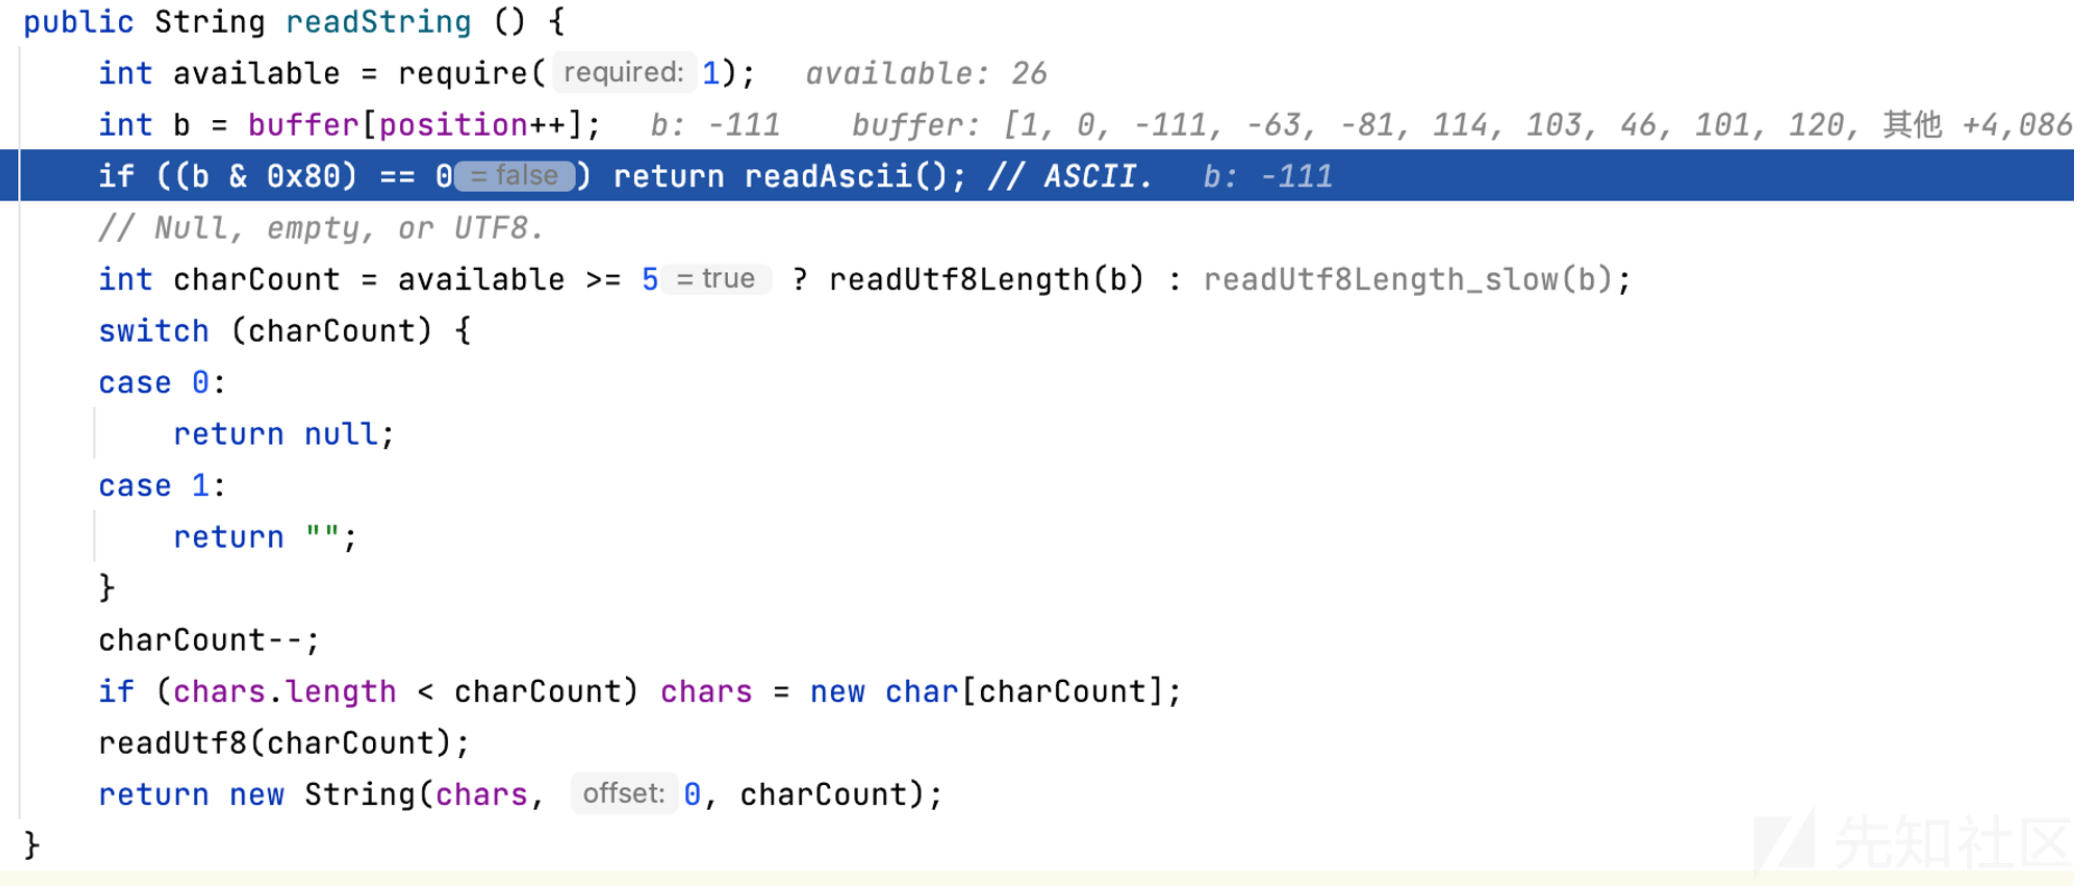 public String readString () {
int available = require( required: 1);   available: 26
int b = buffer[position++];   b: -111   buffer: [1, 0, -111, -63, -81, 114, 103, 46, 101, 120, 其他 +4,086
if ((b & 0x80) == 0 = false ) return readAscii(); // ASCII.   b: -111
// Null, empty, or UTF8.
int charCount = available >= 5 = true ? readUtf8Length(b) : readUtf8Length_slow(b);
switch (charCount) {
case 0:
return null;
case 1:
return "";
}
charCount--;
if (chars.length < charCount) chars = new char[charCount];
readUtf8(charCount);
return new String(chars, offset: 0, charCount);
}
先知社区